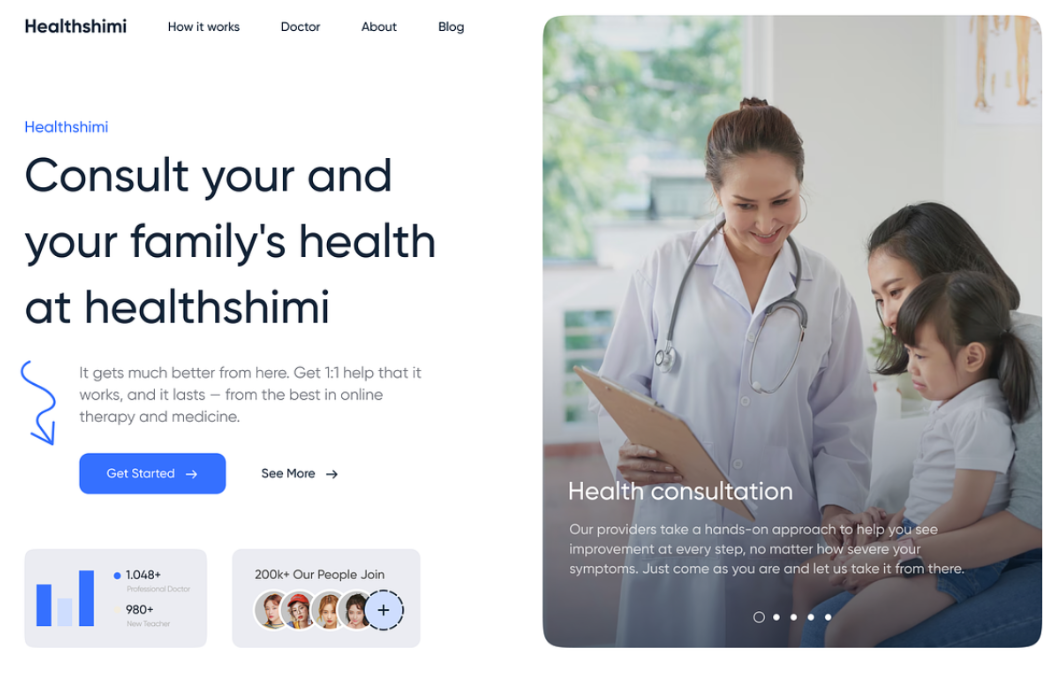 Healthshimi
How it works
Doctor
About
Blog
Healthshimi
Consult your and
your family's health
at healthshimi
It gets much better from here. Get 1:1 help that it
works, and it lasts — from the best in online
therapy and medicine.
Get Started →
See More →
1.048+
Professional Doctor
980+
New Teacher
200k+ Our People Join
+
Health consultation
Our providers take a hands-on approach to help you see
improvement at every step, no matter how severe your
symptoms. Just come as you are and let us take it from there.